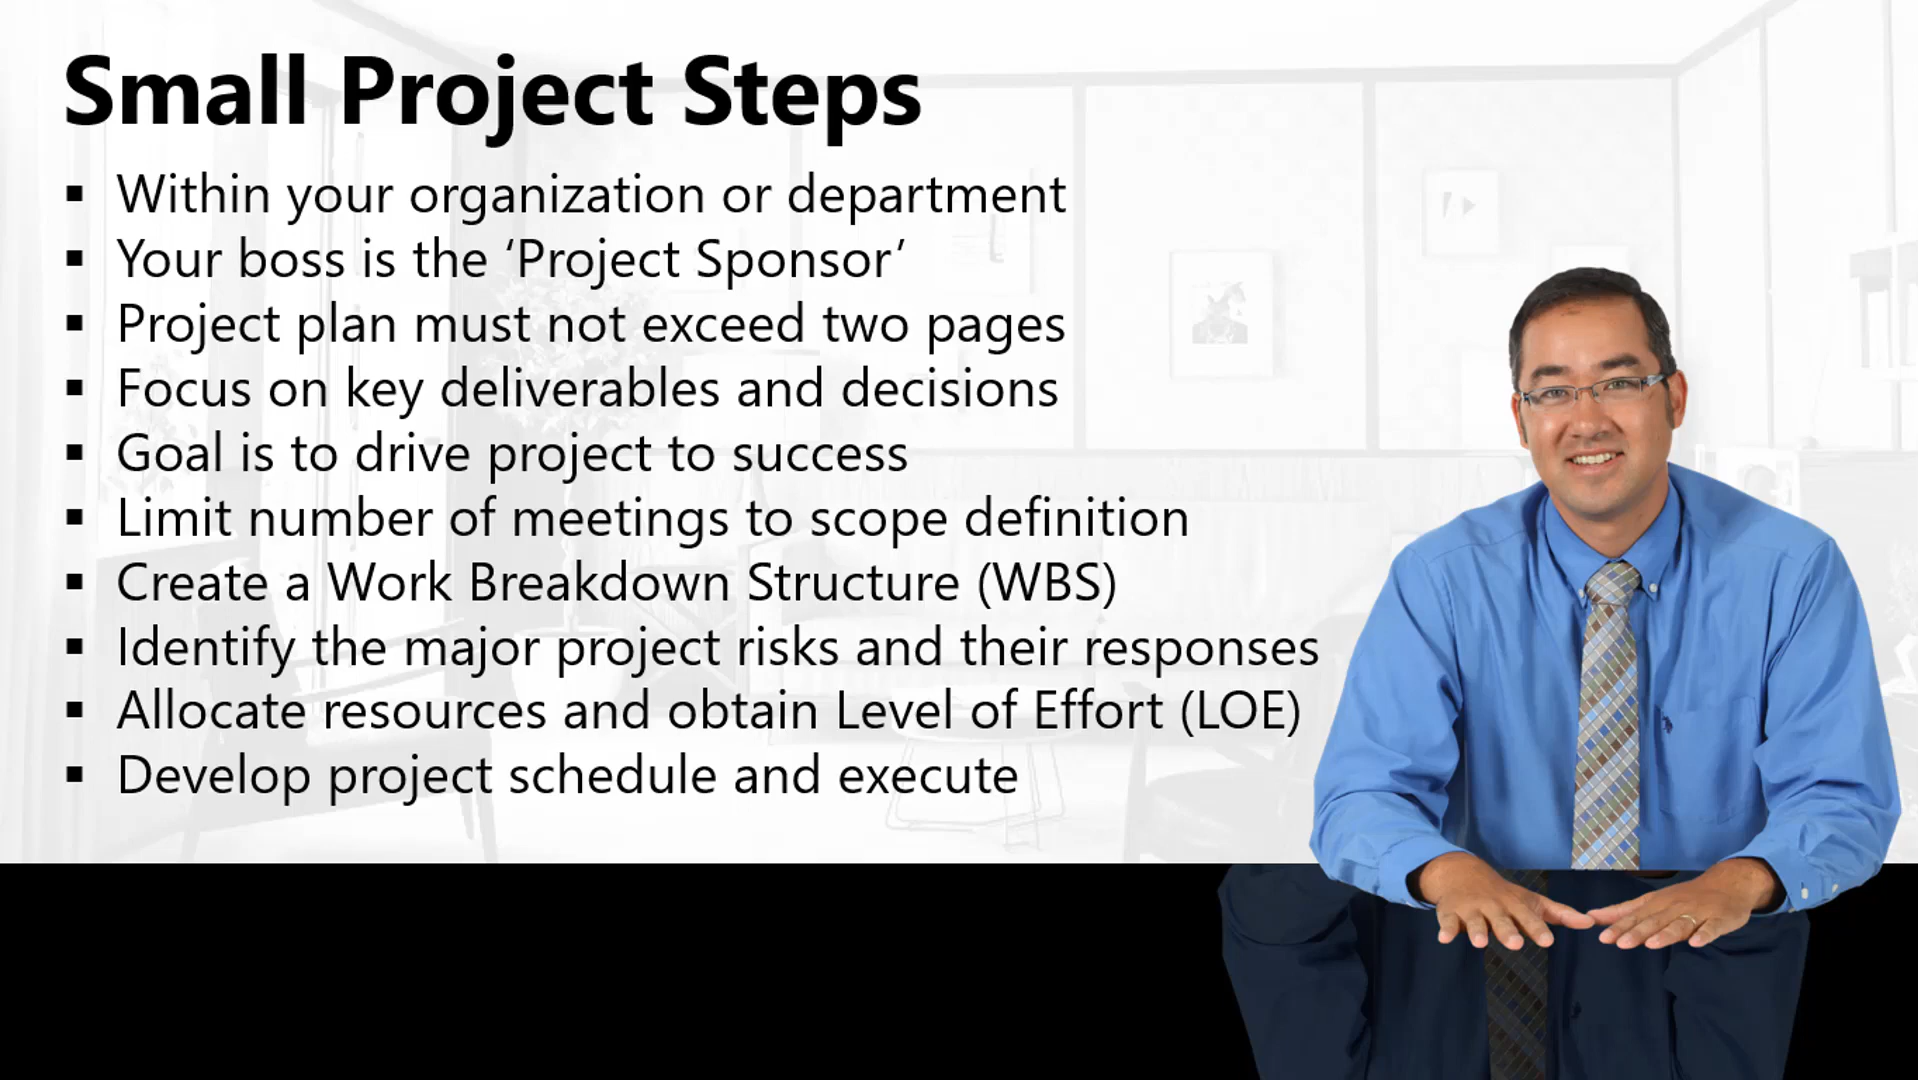 Small Project Steps
▪ Within your organization or department
▪ Your boss is the ‘Project Sponsor’
▪ Project plan must not exceed two pages
▪ Focus on key deliverables and decisions
▪ Goal is to drive project to success
▪ Limit number of meetings to scope definition
▪ Create a Work Breakdown Structure (WBS)
▪ Identify the major project risks and their responses
▪ Allocate resources and obtain Level of Effort (LOE)
▪ Develop project schedule and execute